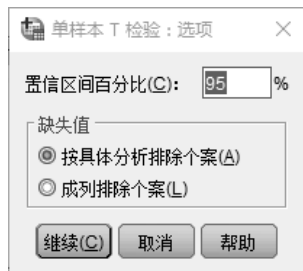 单样本 T 检验：选项
置信区间百分比(C)： 95 %
缺失值
按具体分析排除个案(A)
成列排除个案(L)
继续(C) 取消 帮助